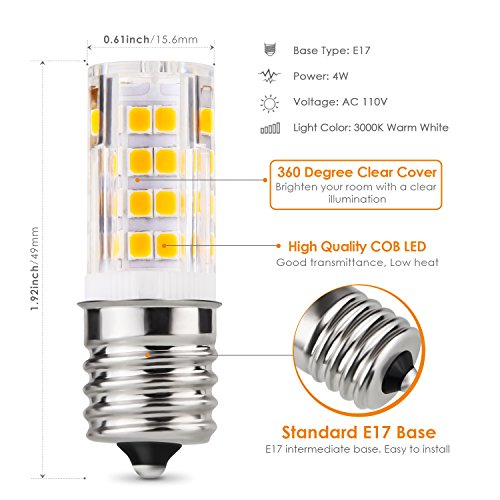 0.61inch/15.6mm
1.92inch/49mm
Base Type: E17
Power: 4W
Voltage: AC 110V
Light Color: 3000K Warm White
360 Degree Clear Cover
Brighten your room with a clear
illumination
High Quality COB LED
Good transmittance, Low heat
Standard E17 Base
E17 intermediate base. Easy to install